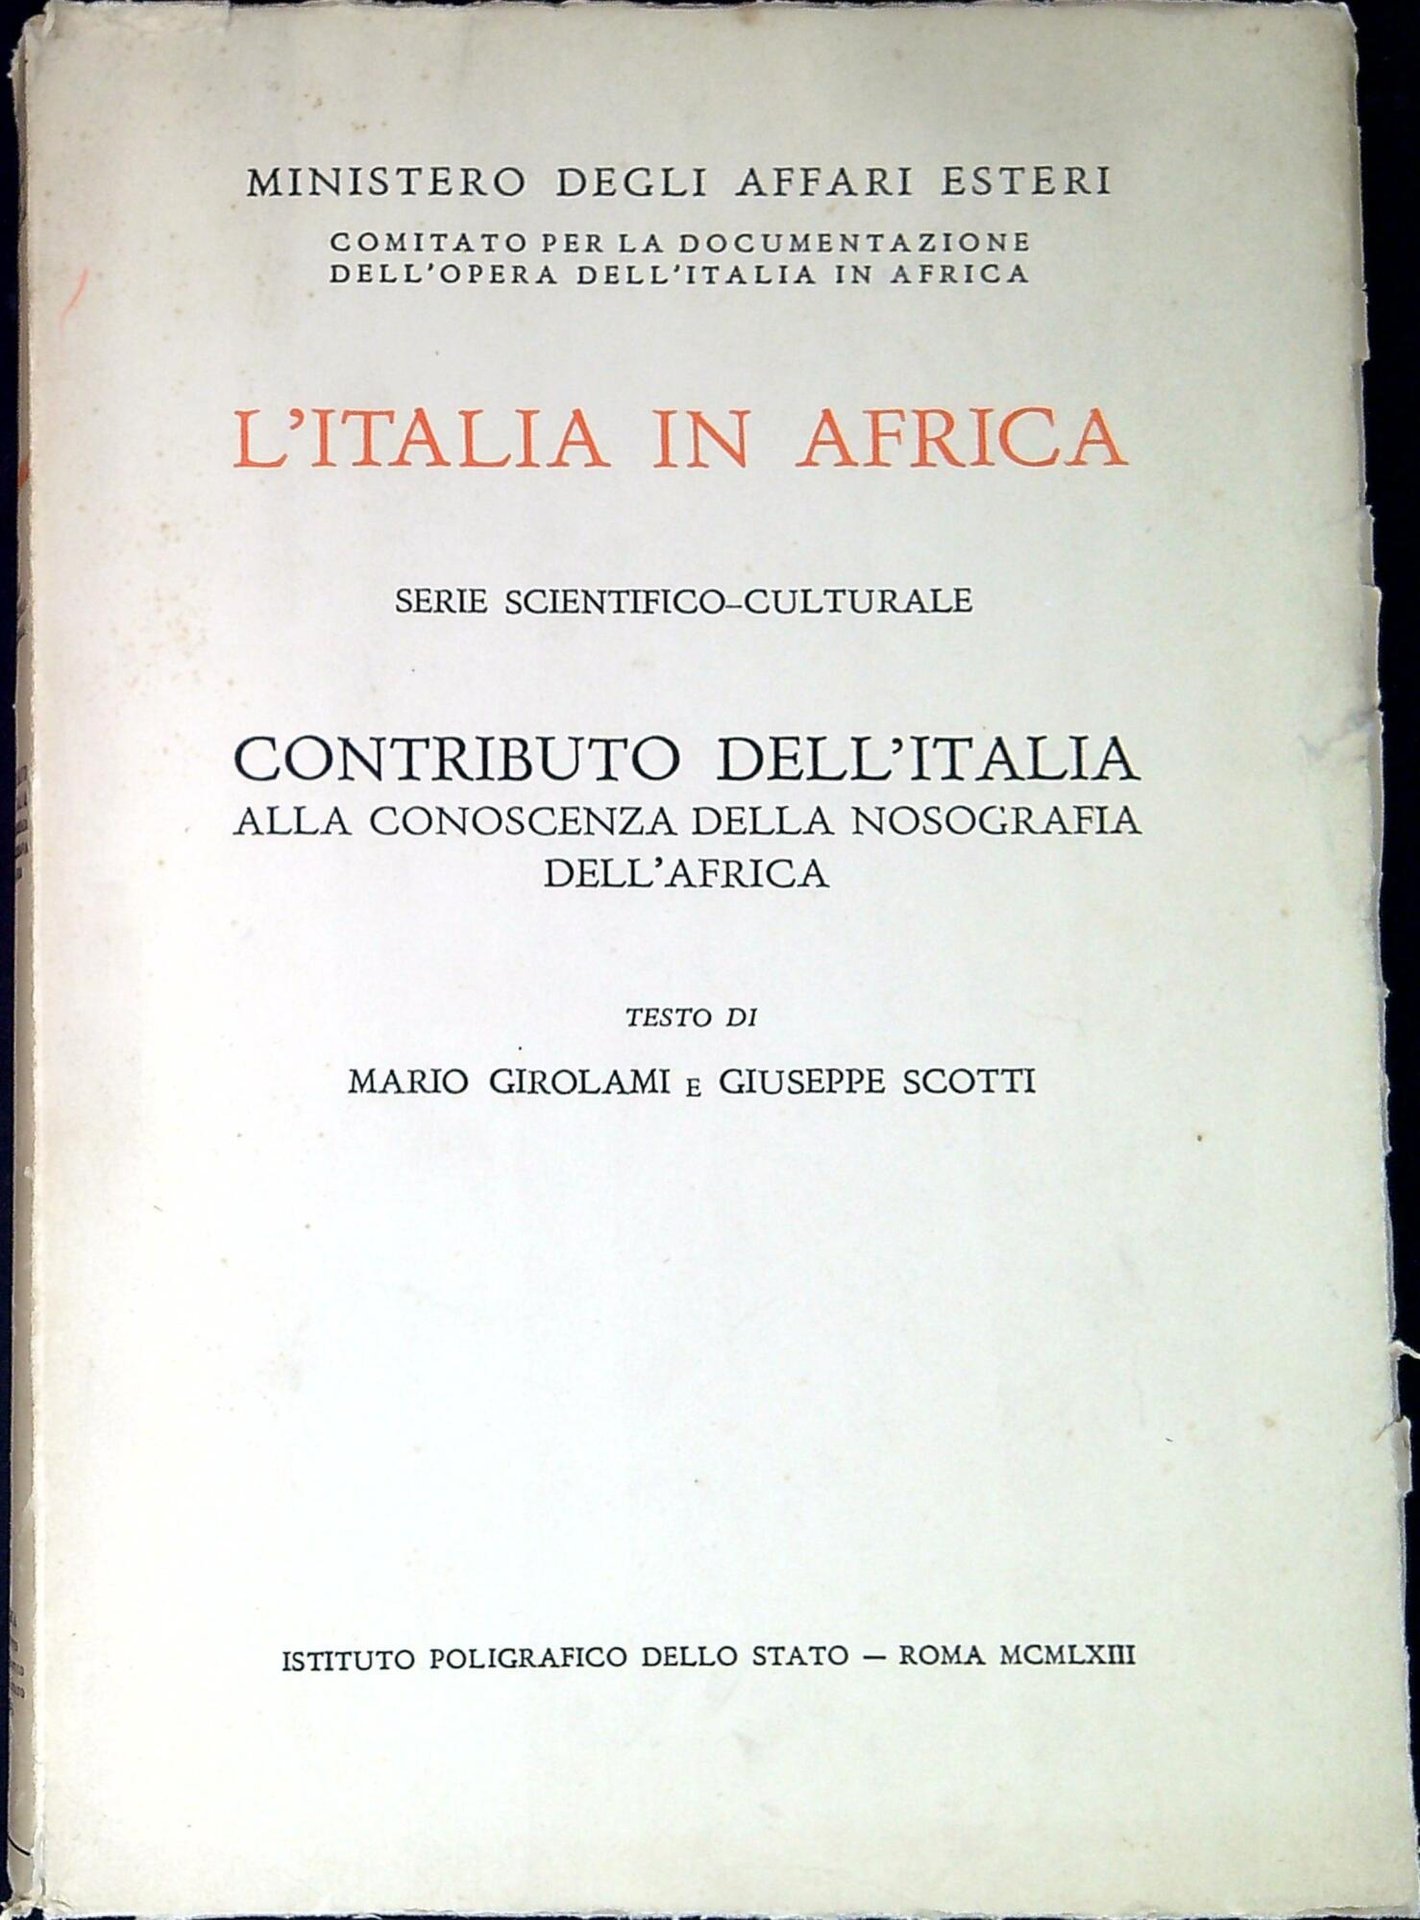 MINISTERO DEGLI AFFARI ESTERI
COMITATO PER LA DOCUMENTAZIONE
DELL'OPERA DELL'ITALIA IN AFRICA
L'ITALIA IN AFRICA
SERIE SCIENTIFICO–CULTURALE
CONTRIBUTO DELL'ITALIA
ALLA CONOSCENZA DELLA NOSOGRAFIA
DELL'AFRICA
TESTO DI
MARIO GIROLAMI E GIUSEPPE SCOTTI
ISTITUTO POLIGRAFICO DELLO STATO — ROMA MCMLXIII